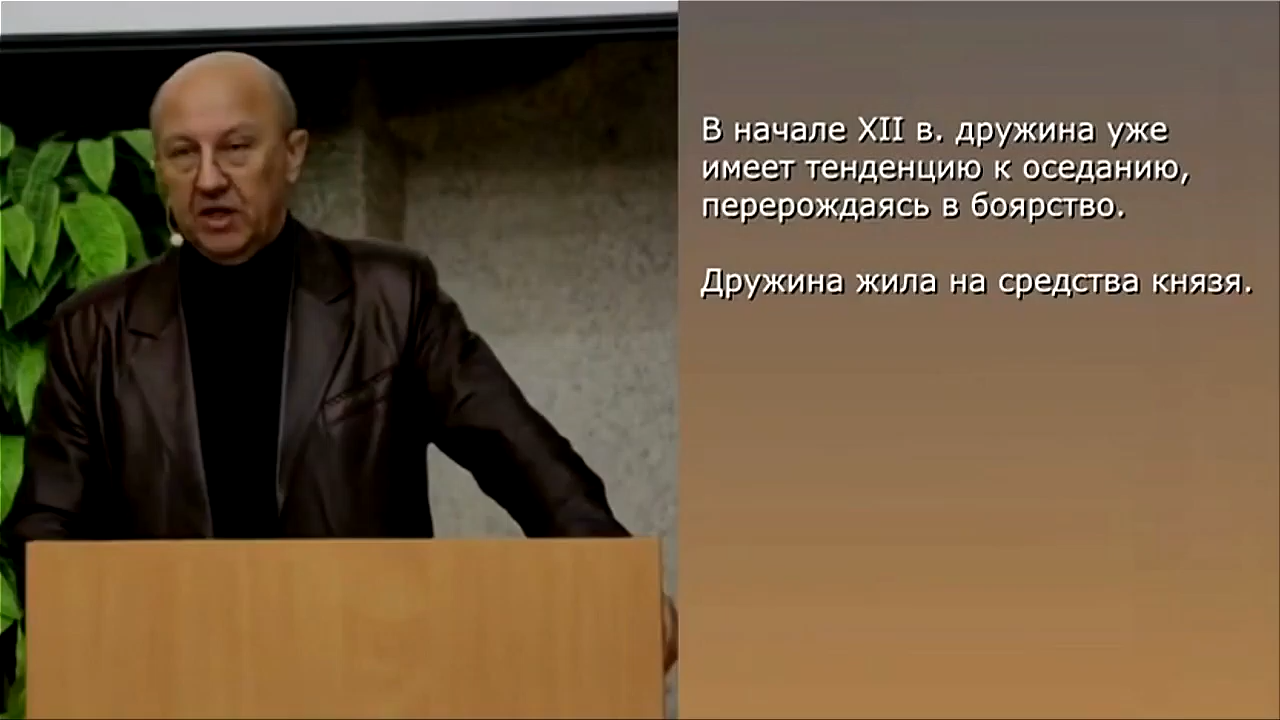 В начале XII в. дружина уже
имеет тенденцию к оседанию,
перерождаясь в боярство.
Дружина жила на средства князя.